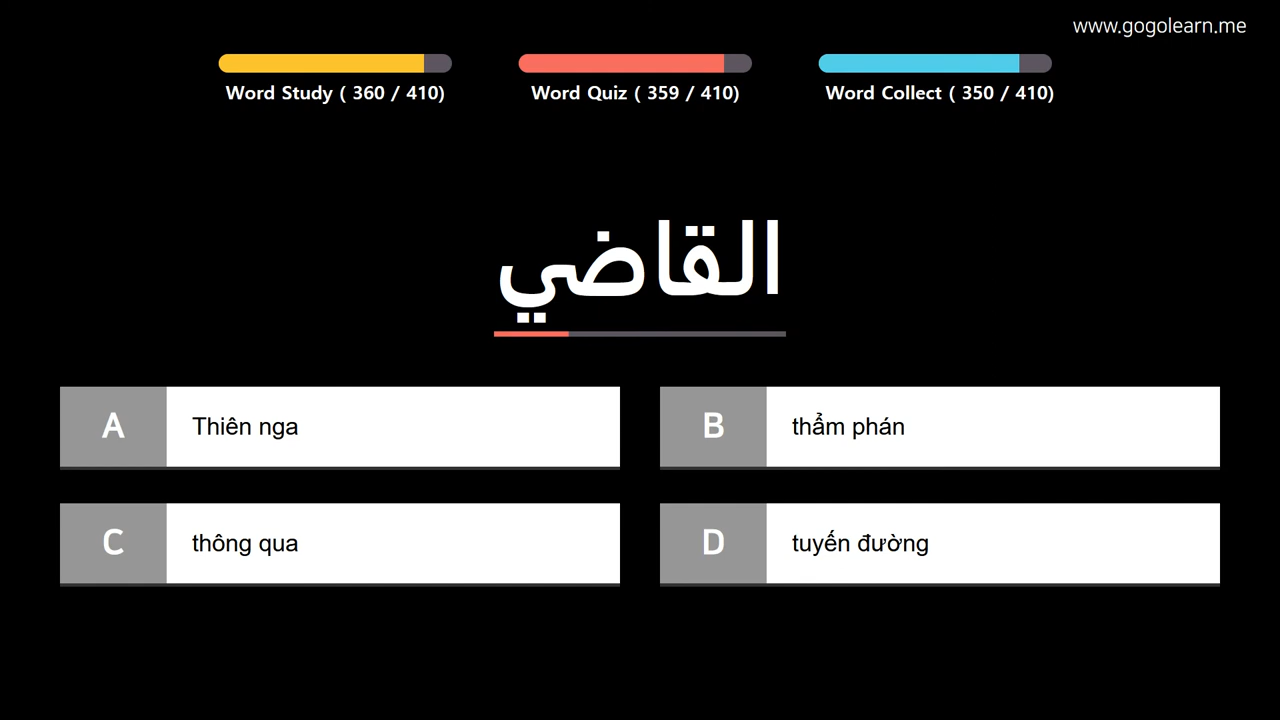 www.gogolearn.me
Word Study ( 360 / 410)
Word Quiz ( 359 / 410)
Word Collect ( 350 / 410)
القاضي
A Thiên nga
B thẩm phán
C thông qua
D tuyến đường